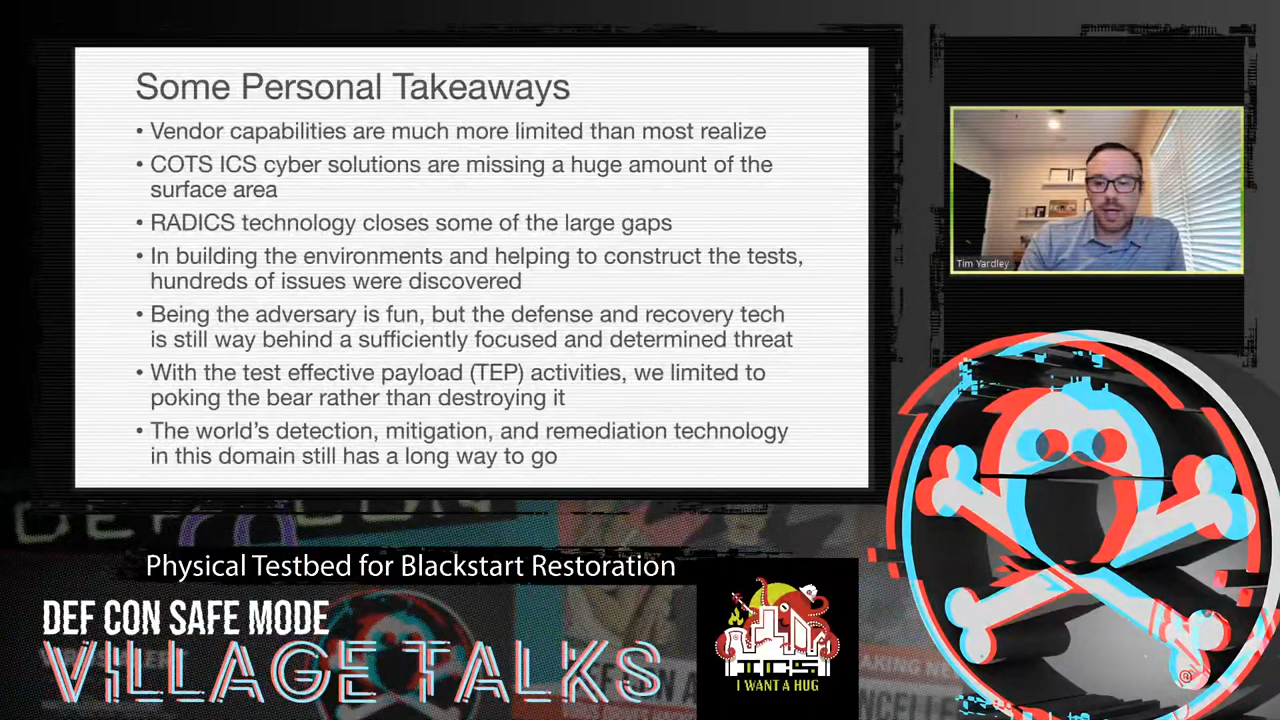 Some Personal Takeaways
• Vendor capabilities are much more limited than most realize
• COTS ICS cyber solutions are missing a huge amount of the
surface area
• RADICS technology closes some of the large gaps
• In building the environments and helping to construct the tests,
hundreds of issues were discovered
• Being the adversary is fun, but the defense and recovery tech
is still way behind a sufficiently focused and determined threat
• With the test effective payload (TEP) activities, we limited to
poking the bear rather than destroying it
• The world's detection, mitigation, and remediation technology
in this domain still has a long way to go
Tim Yardley
Physical Testbed for Blackstart Restoration
DEF CON SAFE MODE
VILLAGE TALKS
ICS
I WANT A HUG
®